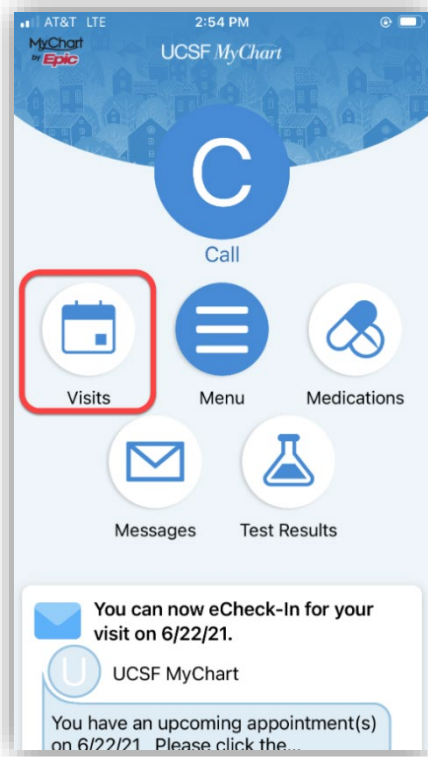 AT&T LTE 2:54 PM
MyChart
by Epic
UCSF MyChart
C
Call
Visits Menu Medications
Messages Test Results
You can now eCheck-In for your
visit on 6/22/21.
U UCSF MyChart
You have an upcoming appointment(s)
on 6/22/21. Please click the...